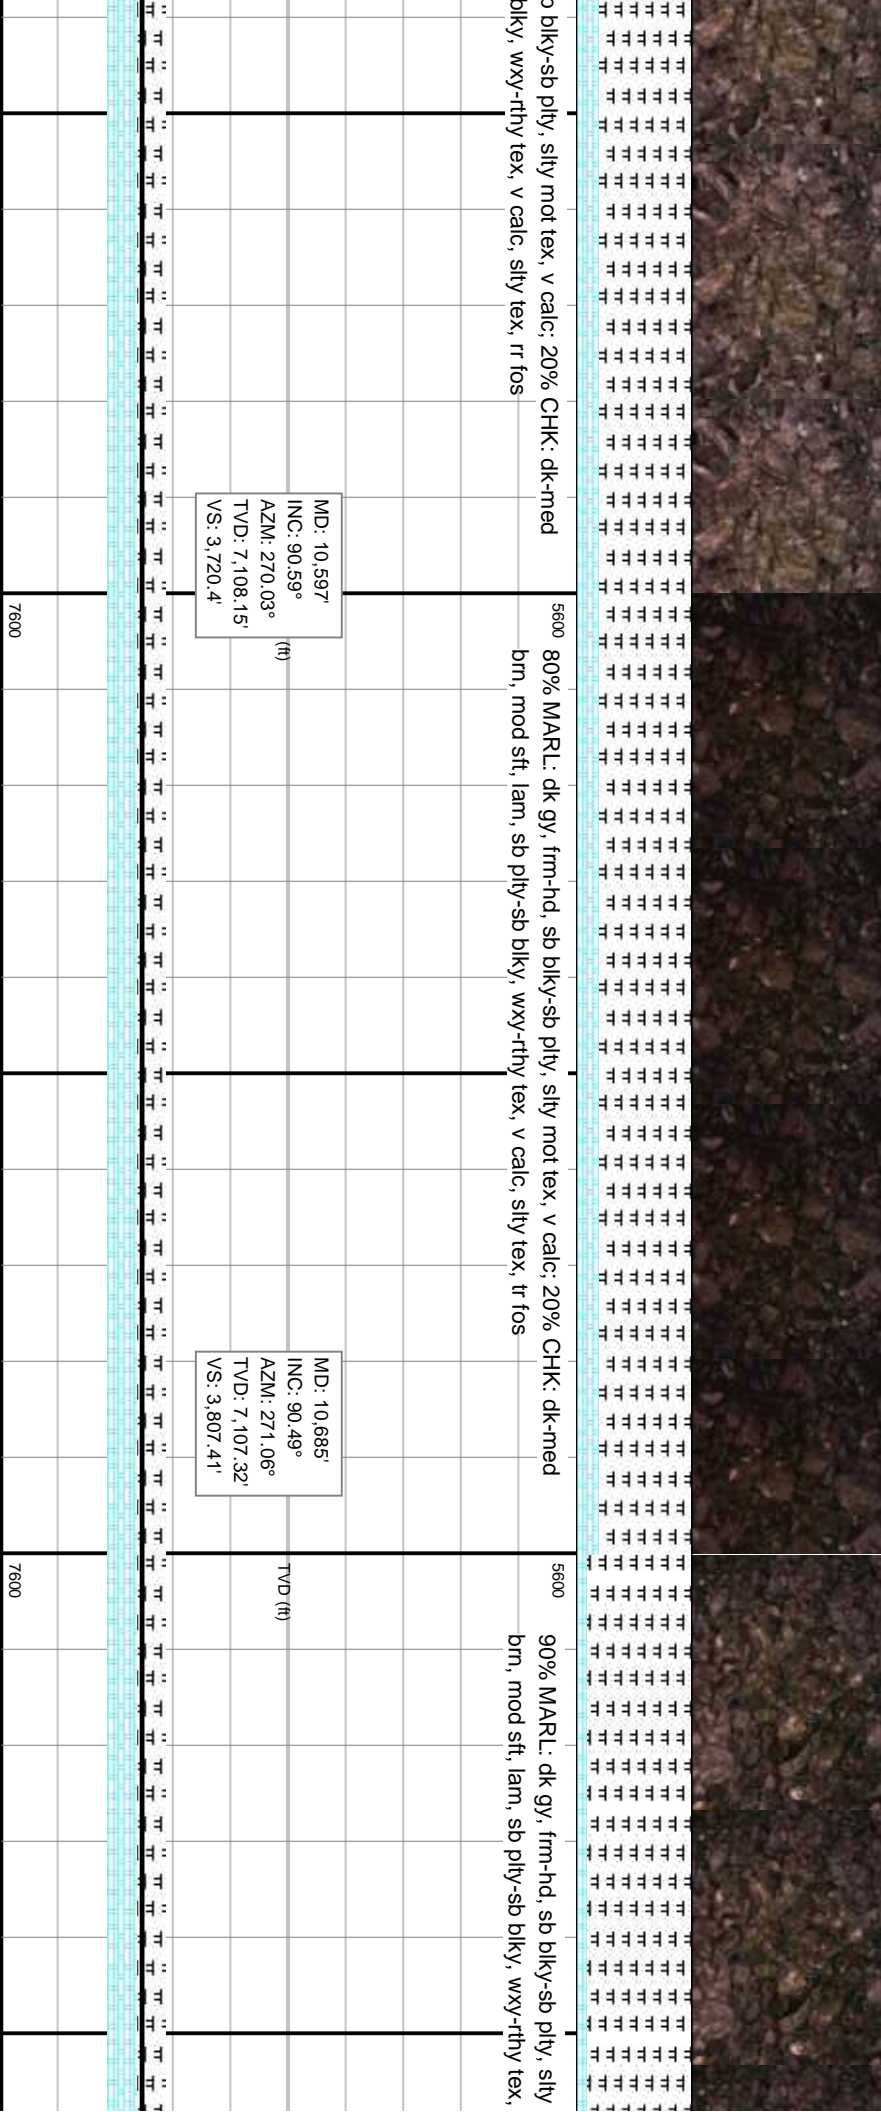 b blky-sb plty, slty mot tex, v calc; 20% CHK: dk-med
blky, wxy-rthy tex, v calc, slty tex, rr fos
MD: 10,597'
INC: 90.59°
AZM: 270.03°
TVD: 7,108.15'
VS: 3,720.4'
5600
(ft)
7600
80% MARL: dk gy, frm-hd, sb blky-sb plty, slty mot tex, v calc; 20% CHK: dk-med
brn, mod sft, lam, sb plty-sb blky, wxy-rthy tex, v calc, slty tex, tr fos
MD: 10,685'
INC: 90.49°
AZM: 271.06°
TVD: 7,107.32'
VS: 3,807.41'
5600
TVD (ft)
7600
90% MARL: dk gy, frm-hd, sb blky-sb plty, slty
brn, mod sft, lam, sb plty-sb blky, wxy-rthy tex,